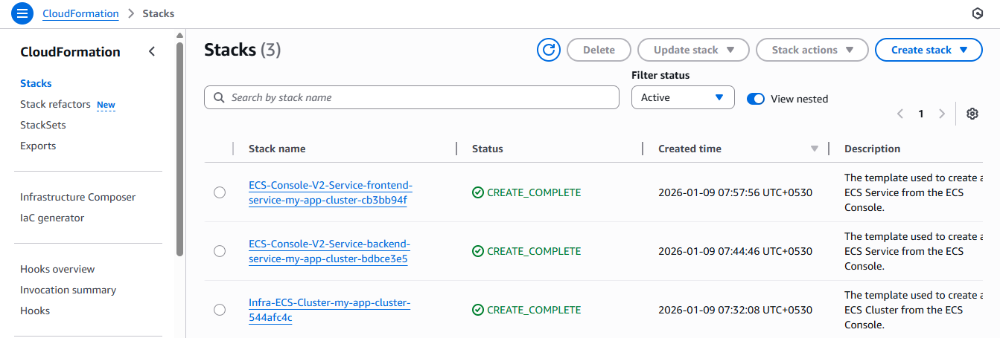 CloudFormation > Stacks
CloudFormation
Stacks
Stack refactors New
StackSets
Exports
Infrastructure Composer
IaC generator
Hooks overview
Invocation summary
Hooks
Stacks (3)
Delete
Update stack
Stack actions
Create stack
Filter status
Search by stack name
Active
View nested
1
Stack name Status Created time Description
ECS-Console-V2-Service-frontend-
service-my-app-cluster-cb3bb94f
CREATE_COMPLETE
2026-01-09 07:57:56 UTC+0530
The template used to create a
ECS Service from the ECS
Console.
ECS-Console-V2-Service-backend-
service-my-app-cluster-bdbce3e5
CREATE_COMPLETE
2026-01-09 07:44:46 UTC+0530
The template used to create a
ECS Service from the ECS
Console.
Infra-ECS-Cluster-my-app-cluster-
544afc4c
CREATE_COMPLETE
2026-01-09 07:32:08 UTC+0530
The template used to create a
ECS Cluster from the ECS
Console.